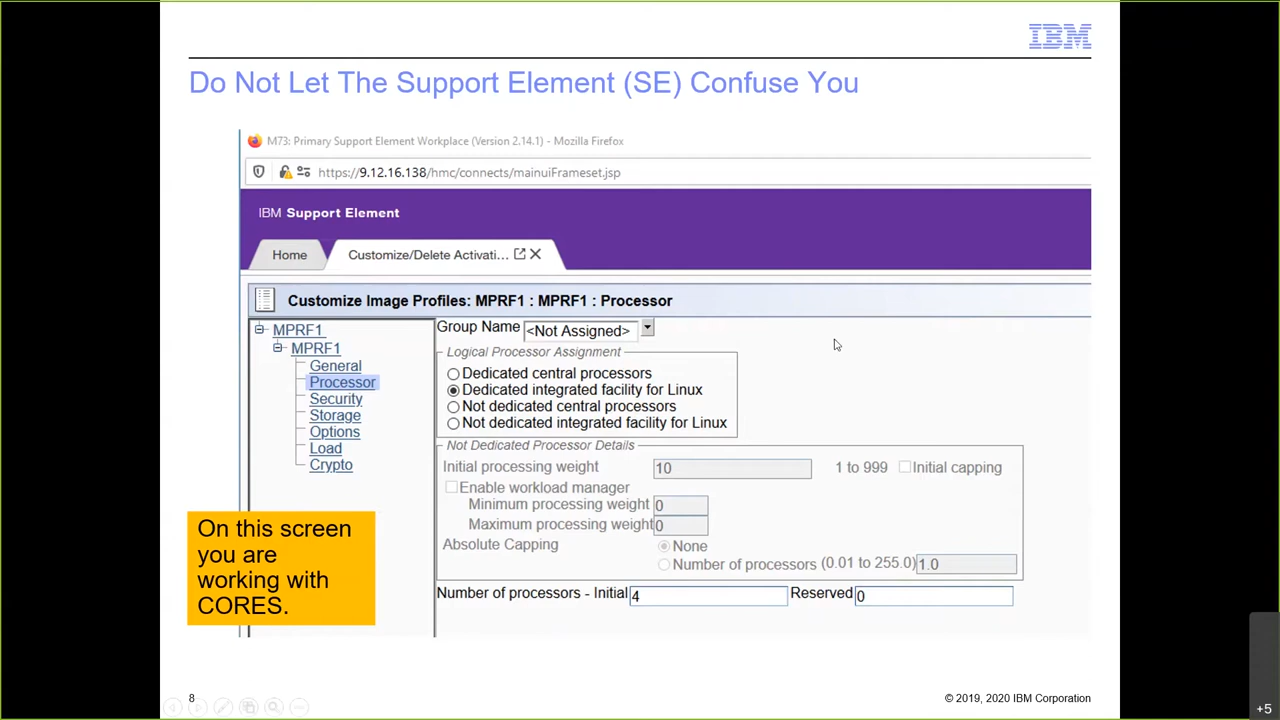 IBM
Do Not Let The Support Element (SE) Confuse You
M73: Primary Support Element Workplace (Version 2.14.1) - Mozilla Firefox
https://9.12.16.138/hmc/connects/mainuiFrameset.jsp
IBM Support Element
Home
Customize/Delete Activati...
Customize Image Profiles: MPRF1 : MPRF1 : Processor
MPRF1
MPRF1
General
Processor
Security
Storage
Options
Load
Crypto
Group Name <Not Assigned>
Logical Processor Assignment
Dedicated central processors
Dedicated integrated facility for Linux
Not dedicated central processors
Not dedicated integrated facility for Linux
Not Dedicated Processor Details
Initial processing weight 10 1 to 999 Initial capping
Enable workload manager
Minimum processing weight 0
Maximum processing weight 0
Absolute Capping None
Number of processors (0.01 to 255.0) 1.0
Number of processors - Initial 4 Reserved 0
On this screen
you are
working with
CORES.
8
© 2019, 2020 IBM Corporation
+5